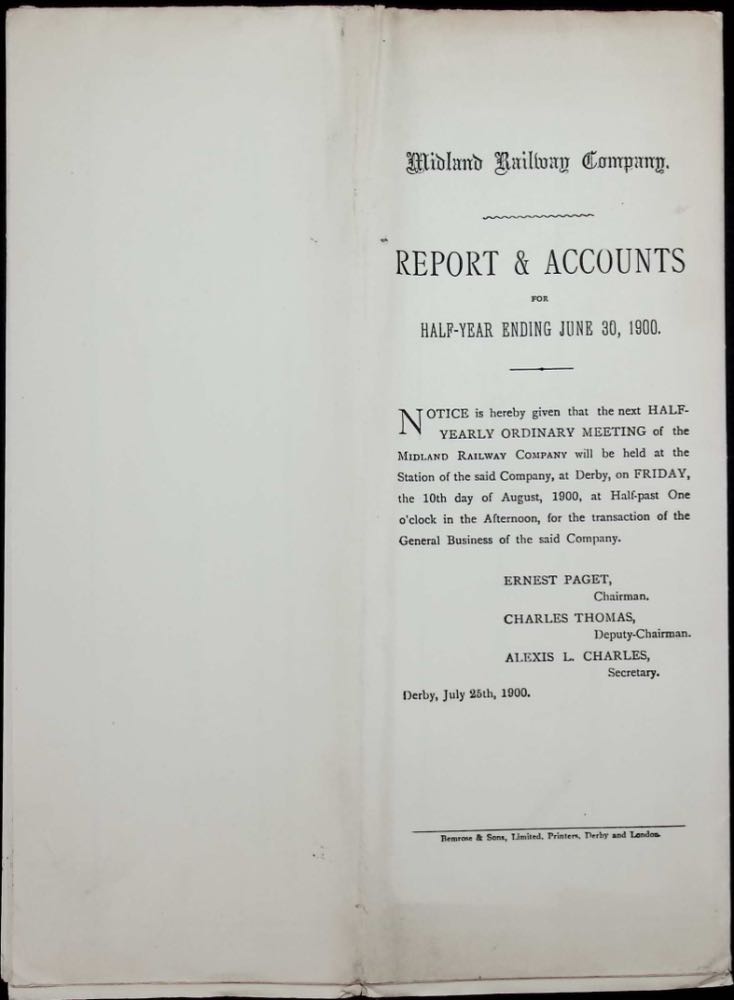 Midland Railway Company.
REPORT & ACCOUNTS
FOR
HALF-YEAR ENDING JUNE 30, 1900.
NOTICE is hereby given that the next HALF-
YEARLY ORDINARY MEETING of the
MIDLAND RAILWAY COMPANY will be held at the
Station of the said Company, at Derby, on FRIDAY,
the 10th day of August, 1900, at Half-past One
o'clock in the Afternoon, for the transaction of the
General Business of the said Company.
ERNEST PAGET,
Chairman.
CHARLES THOMAS,
Deputy-Chairman.
ALEXIS L. CHARLES,
Secretary.
Derby, July 25th, 1900.
Bemrose & Sons, Limited, Printers, Derby and London.